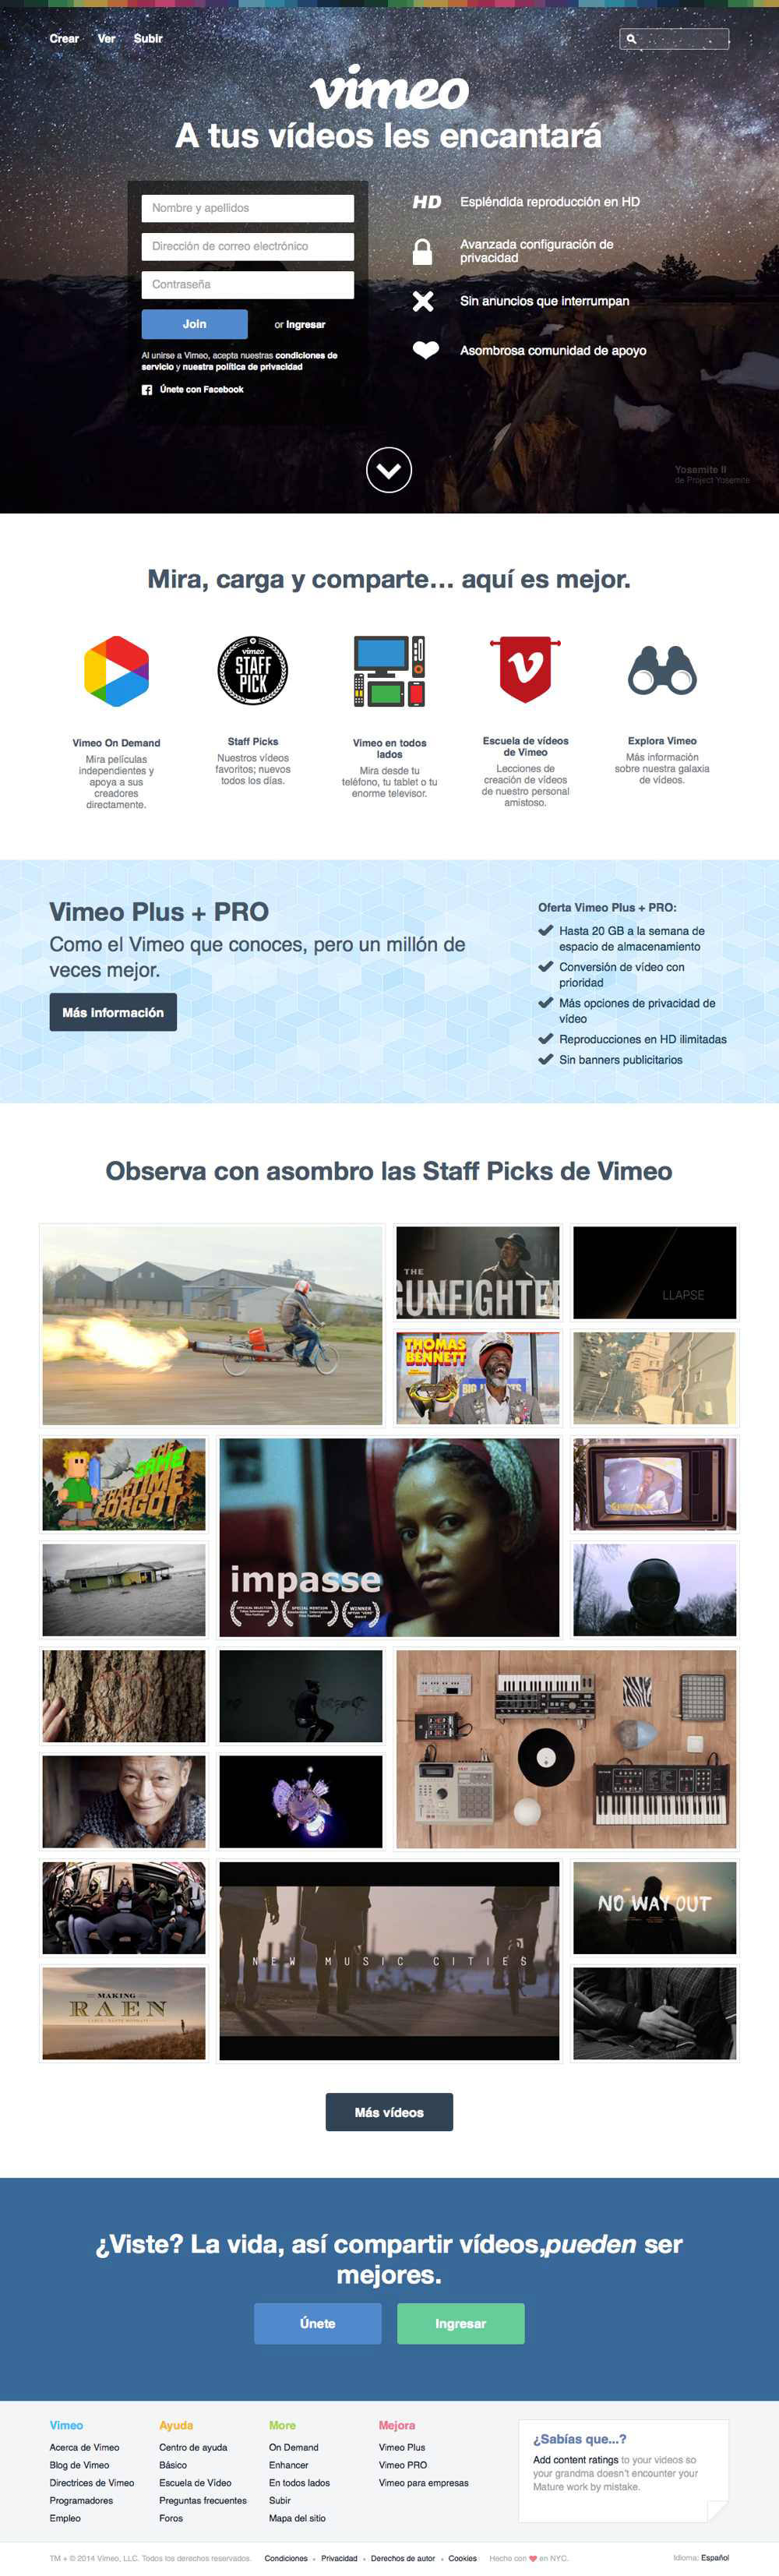 Crear Ver Subir
vimeo
A tus vídeos les encantará
Nombre y apellidos
Dirección de correo electrónico
Contraseña
Join or Ingresar
Al unirse a Vimeo, acepta nuestras condiciones de
servicio y nuestra política de privacidad
Únete con Facebook
HD Espléndida reproducción en HD
Avanzada configuración de
privacidad
Sin anuncios que interrumpan
Asombrosa comunidad de apoyo
Yosemite II
de Project Yosemite
Mira, carga y comparte... aquí es mejor.
vimeo
STAFF
PICK
Vimeo On Demand
Mira películas
independientes y
apoya a sus
creadores
directamente.
Staff Picks
Nuestros vídeos
favoritos; nuevos
todos los días.
Vimeo en todos
lados
Mira desde tu
teléfono, tu tablet o tu
enorme televisor.
Escuela de vídeos
de Vimeo
Lecciones de
creación de vídeos
de nuestro personal
amistoso.
Explora Vimeo
Más información
sobre nuestra galaxia
de vídeos.
Vimeo Plus + PRO
Como el Vimeo que conoces, pero un millón de
veces mejor.
Más información
Oferta Vimeo Plus + PRO:
Hasta 20 GB a la semana de
espacio de almacenamiento
Conversión de vídeo con
prioridad
Más opciones de privacidad de
vídeo
Reproducciones en HD ilimitadas
Sin banners publicitarios
Observa con asombro las Staff Picks de Vimeo
THE
GUNFIGHTE
LLAPSE
THOMAS
BENNETT
SAME
TIME
FORGOT
impasse
OFFICIAL SELECTION
SPECIAL MENTION
WINNER
NEW MUSIC CITIES
NO WAY OUT
MAKING
RAEN
Más vídeos
¿Viste? La vida, así compartir vídeos,pueden ser
mejores.
Únete
Ingresar
Vimeo
Acerca de Vimeo
Blog de Vimeo
Directrices de Vimeo
Programadores
Empleo
Ayuda
Centro de ayuda
Básico
Escuela de Vídeo
Preguntas frecuentes
Foros
More
On Demand
Enhancer
En todos lados
Subir
Mapa del sitio
Mejora
Vimeo Plus
Vimeo PRO
Vimeo para empresas
¿Sabías que...?
Add content ratings to your videos so
your grandma doesn't encounter your
Mature work by mistake.
TM + © 2014 Vimeo, LLC. Todos los derechos reservados. Condiciones + Privacidad + Derechos de autor + Cookies Hecho con ❤ en NYC. Idioma: Español